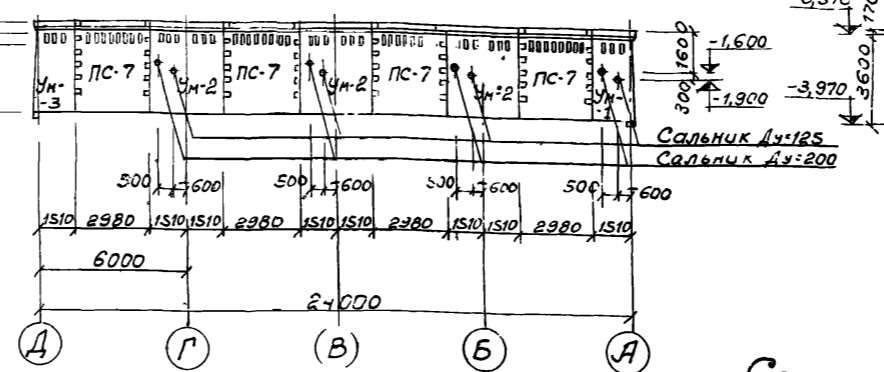 170
-1,600
1600
3600
300
-1,900
-3,970
Ум-
-3
ПС-7
Ум-2
ПС-7
Ум-2
ПС-7
Ум-2
ПС-7
Ум-
-1
Сальник Ду=125
Сальник Ду=200
500 600 500 600 500 600 500 600
1510 2980 1510 1510 2980 1510 1510 2980 1510 1510 2980 1510
6000
24000
Д Г (В) Б А